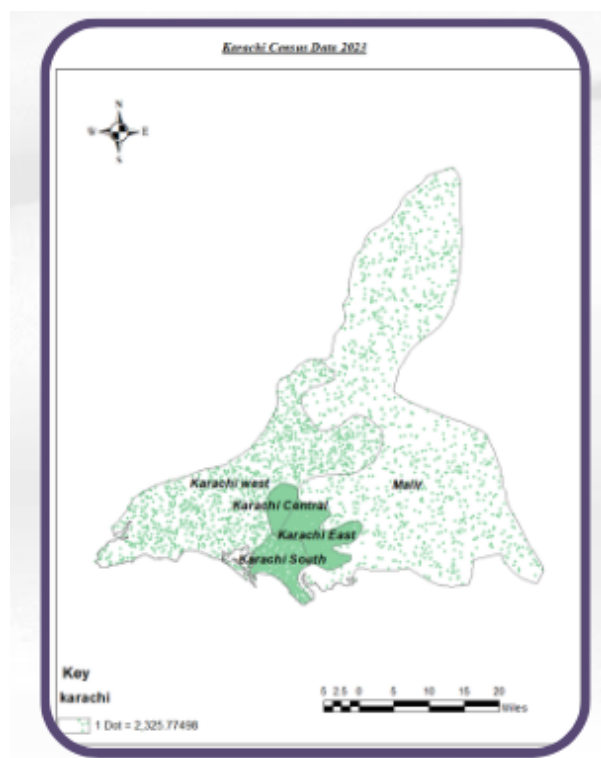 Karachi Census Data 2023
N
W E
S
Karachi west
Malir
Karachi Central
Karachi East
Karachi South
Key
karachi
5 2.5 0 5 10 15 20
Miles
1 Dot = 2,325.77498